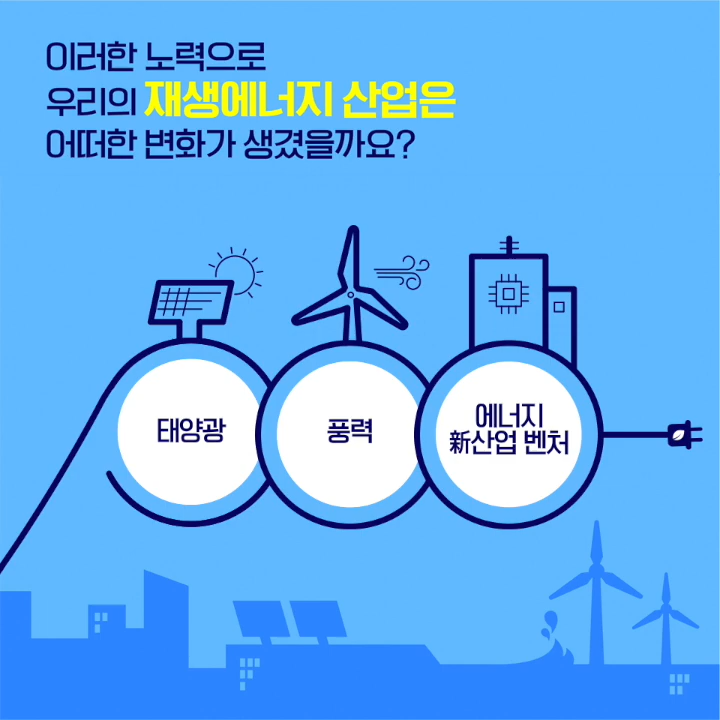 이러한 노력으로
우리의 재생에너지 산업은
어떠한 변화가 생겼을까요?
태양광
풍력
에너지
新산업 벤처